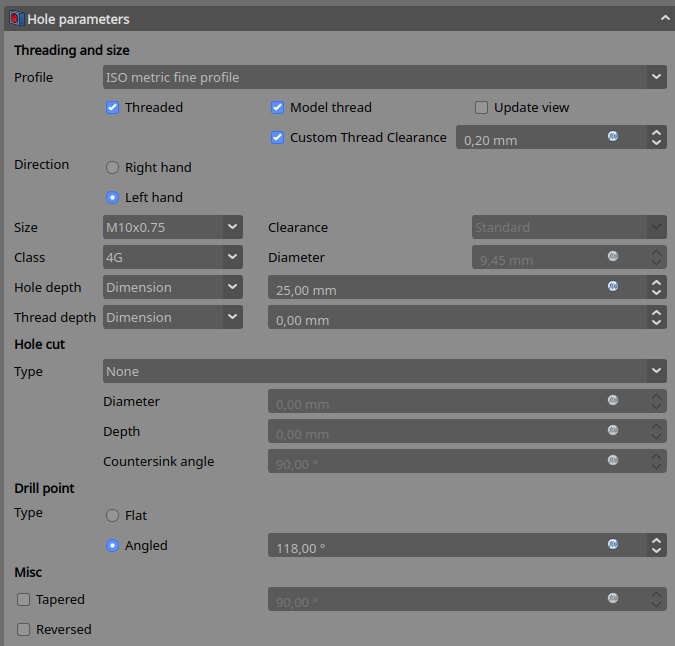 Hole parameters
Threading and size
Profile ISO metric fine profile
Threaded Model thread Update view
Custom Thread Clearance 0,20 mm f(x)
Direction Right hand
Left hand
Size M10x0.75 Clearance Standard
Class 4G Diameter 9,45 mm f(x)
Hole depth Dimension 25,00 mm f(x)
Thread depth Dimension 0,00 mm
Hole cut
Type None
Diameter 0,00 mm f(x)
Depth 0,00 mm f(x)
Countersink angle 90,00 ° f(x)
Drill point
Type Flat
Angled 118,00 ° f(x)
Misc
Tapered 90,00 ° f(x)
Reversed